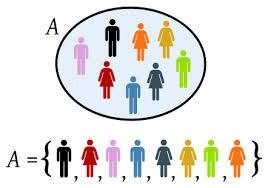 A
A = { , , , , , , , }